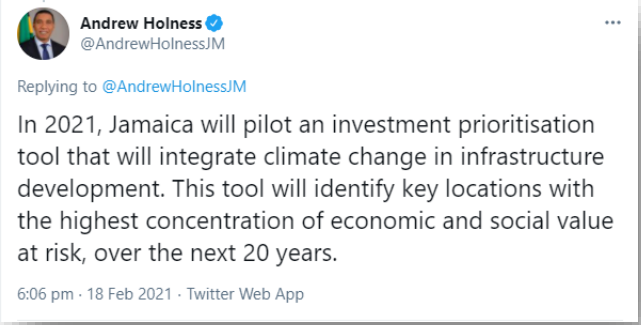 Andrew Holness
@AndrewHolnessJM
Replying to @AndrewHolnessJM
In 2021, Jamaica will pilot an investment prioritisation
tool that will integrate climate change in infrastructure
development. This tool will identify key locations with
the highest concentration of economic and social value
at risk, over the next 20 years.
6:06 pm · 18 Feb 2021 · Twitter Web App